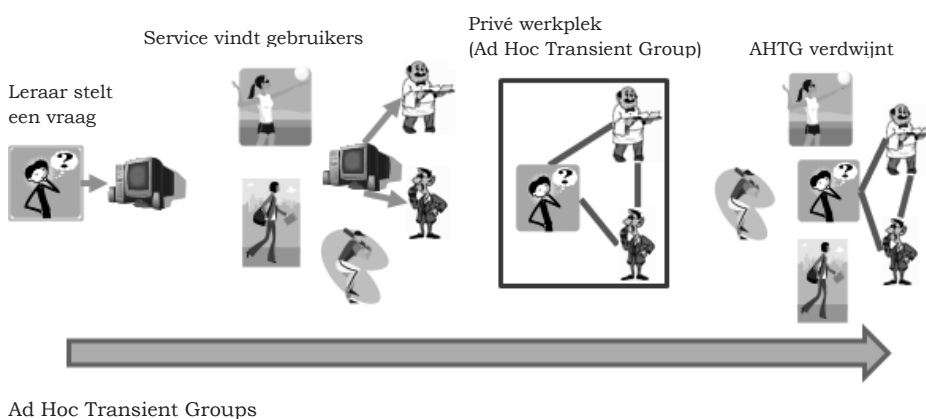 Leraar stelt
een vraag
Service vindt gebruikers
Privé werkplek
(Ad Hoc Transient Group)
AHTG verdwijnt
?
?
?
Ad Hoc Transient Groups